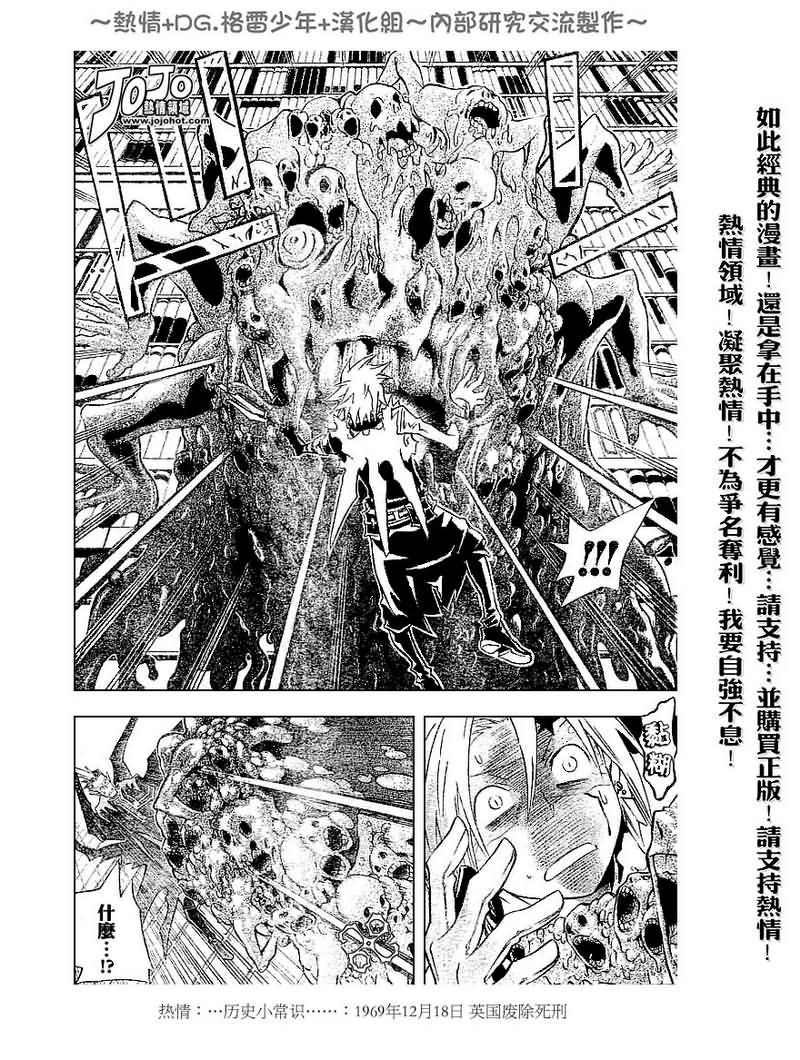 ～熱情+DG.格雷少年+漢化組～內部研究交流製作～
JOJO
熱情領域
www.jojohot.com
如此經典的漫畫！還是拿在手中…才更有感覺…請支持…並購買正版！請支持熱情！
熱情領域！凝聚熱情！不為爭名奪利！我要自強不息！
!!!
黏糊
什麼…!?
热情：…历史小常识……：1969年12月18日 英国废除死刑